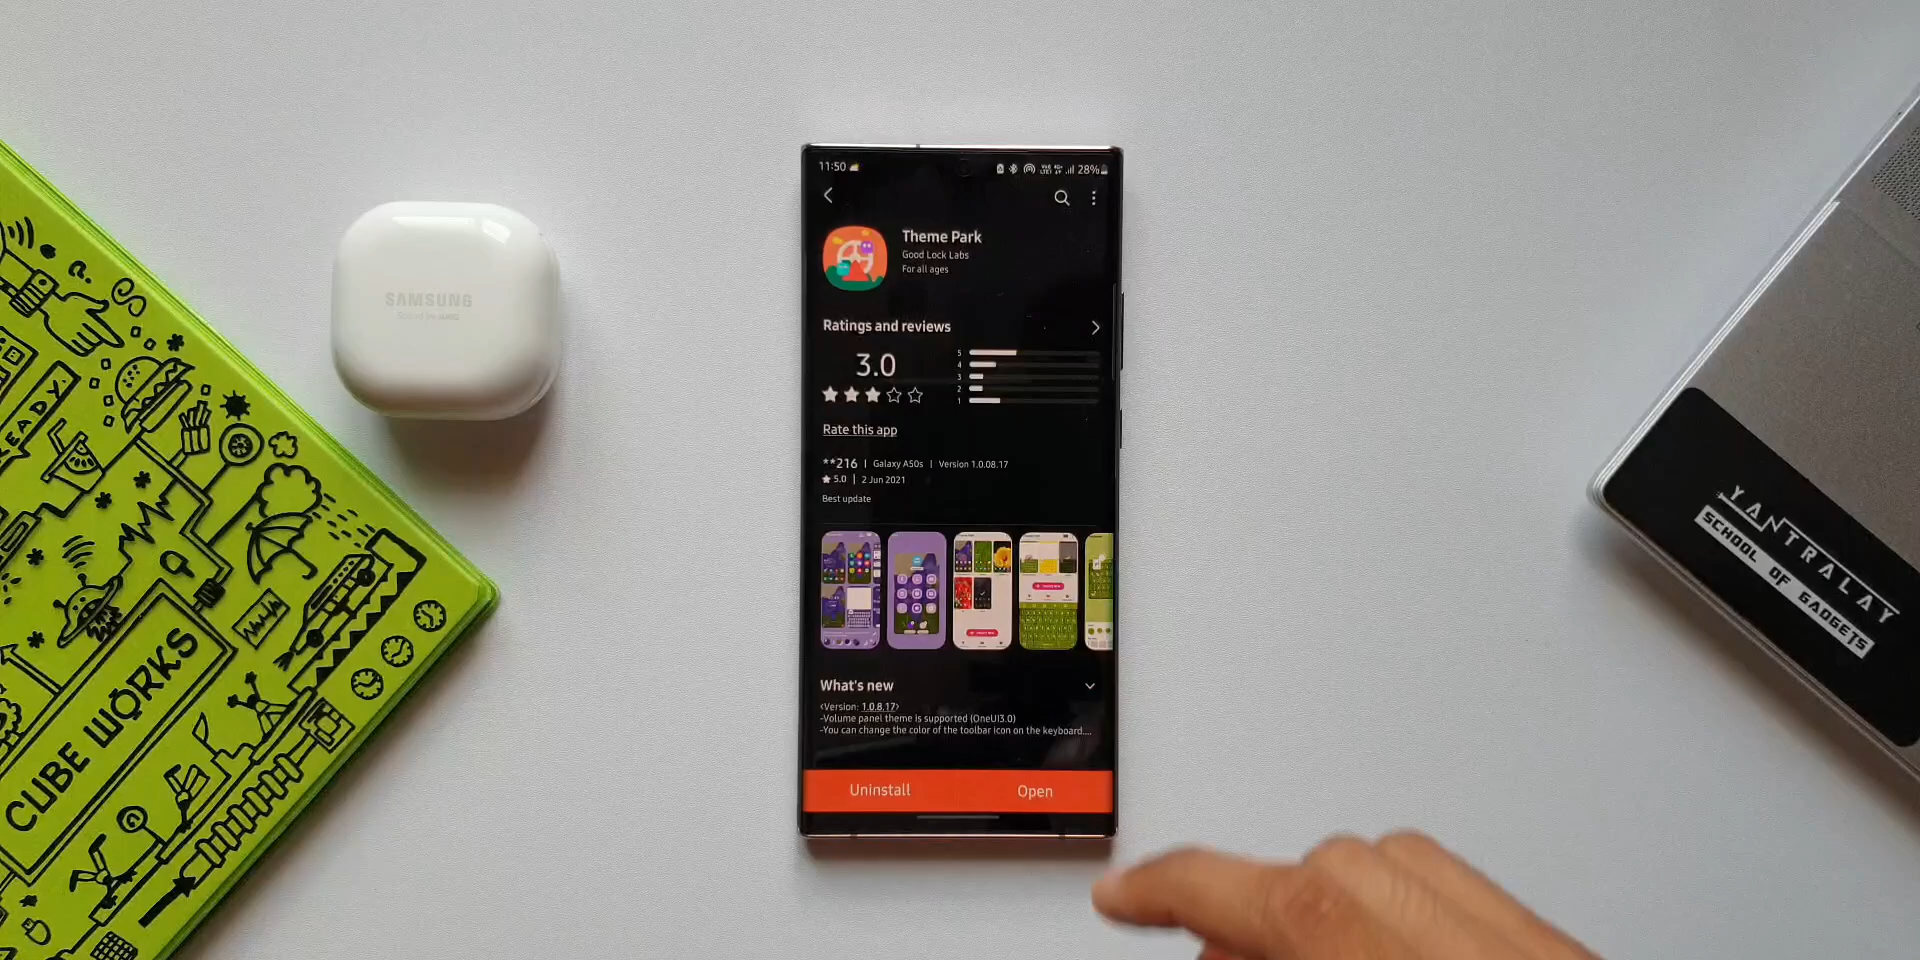 READY
CUBE WORKS
SAMSUNG
Sound by AKG
11:50
28%
Theme Park
Good Lock Labs
For all ages
Ratings and reviews
3.0
5
4
3
2
1
Rate this app
**216 | Galaxy A50s | Version 1.0.08.17
★ 5.0 | 2 Jun 2021
Best update
What's new
<Version: 1.0.8.17>
-Volume panel theme is supported (OneUI3.0)
-You can change the color of the toolbar icon on the keyboard....
Uninstall Open
YANTRALAY
SCHOOL OF GADGETS